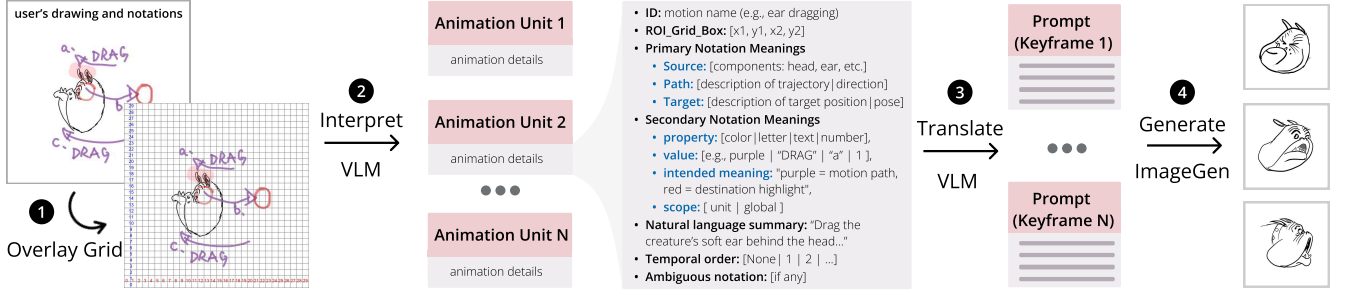 user's drawing and notations
a. DRAG
b.
c. DRAG
1
Overlay Grid
a. DRAG
b.
c. DRAG
2
Interpret
VLM
Animation Unit 1
animation details
Animation Unit 2
animation details
Animation Unit N
animation details
• ID: motion name (e.g., ear dragging)
• ROI_Grid_Box: [x1, y1, x2, y2]
• Primary Notation Meanings
• Source: [components: head, ear, etc.]
• Path: [description of trajectory|direction]
• Target: [description of target position|pose]
• Secondary Notation Meanings
• property: [color|letter|text|number],
• value: [e.g., purple | “DRAG” | “a” | 1 ],
• intended meaning: "purple = motion path,
red = destination highlight",
• scope: [ unit | global ]
• Natural language summary: “Drag the
creature's soft ear behind the head...”
• Temporal order: [None| 1 | 2 | ...]
• Ambiguous notation: [if any]
3
Translate
VLM
Prompt
(Keyframe 1)
Prompt
(Keyframe N)
4
Generate
ImageGen